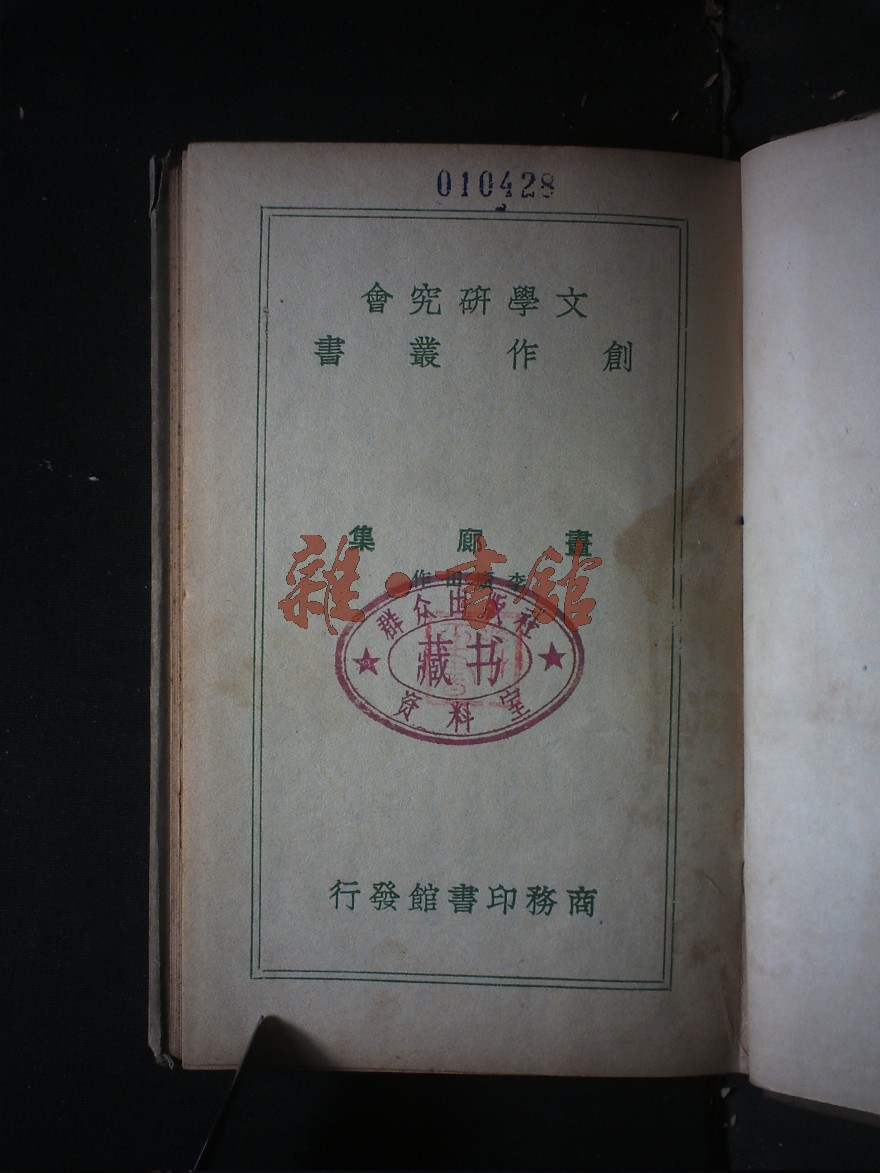 010428
文學研究會
創作叢書
畫廊集
李廣田作
雜·書館
群众出版社
藏书
资料室
商務印書館發行